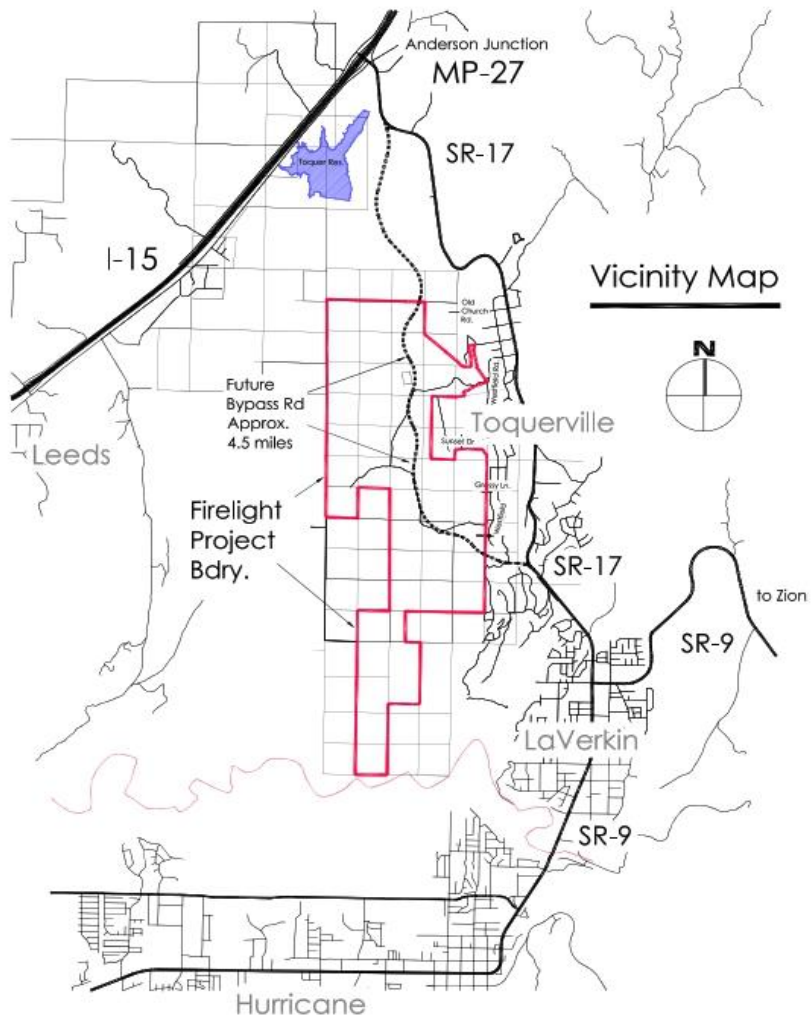 Anderson Junction
MP-27
SR-17
Toquer Res.
I-15
Vicinity Map
N
Old
Church
Rd.
Westfield Rd.
Future
Bypass Rd
Approx.
4.5 miles
Toquerville
Sunset Dr
Leeds
Grassy Ln.
Westfield
Firelight
Project
Bdry.
SR-17
to Zion
SR-9
LaVerkin
SR-9
Hurricane